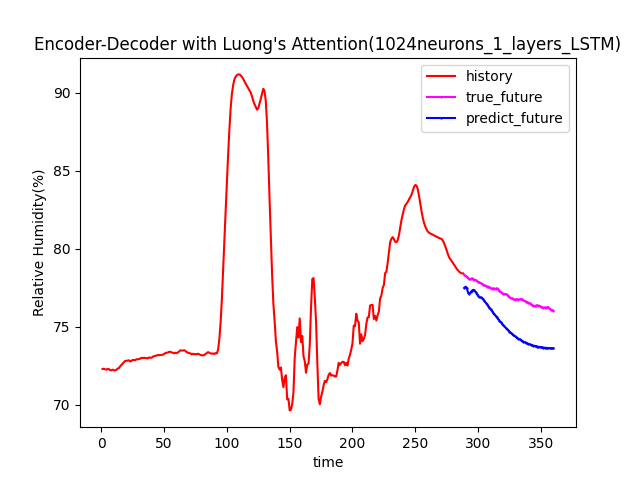 Encoder-Decoder with Luong's Attention(1024neurons_1_layers_LSTM)
history
true_future
predict_future
Relative Humidity(%)
90
85
80
75
70
0 50 100 150 200 250 300 350
time